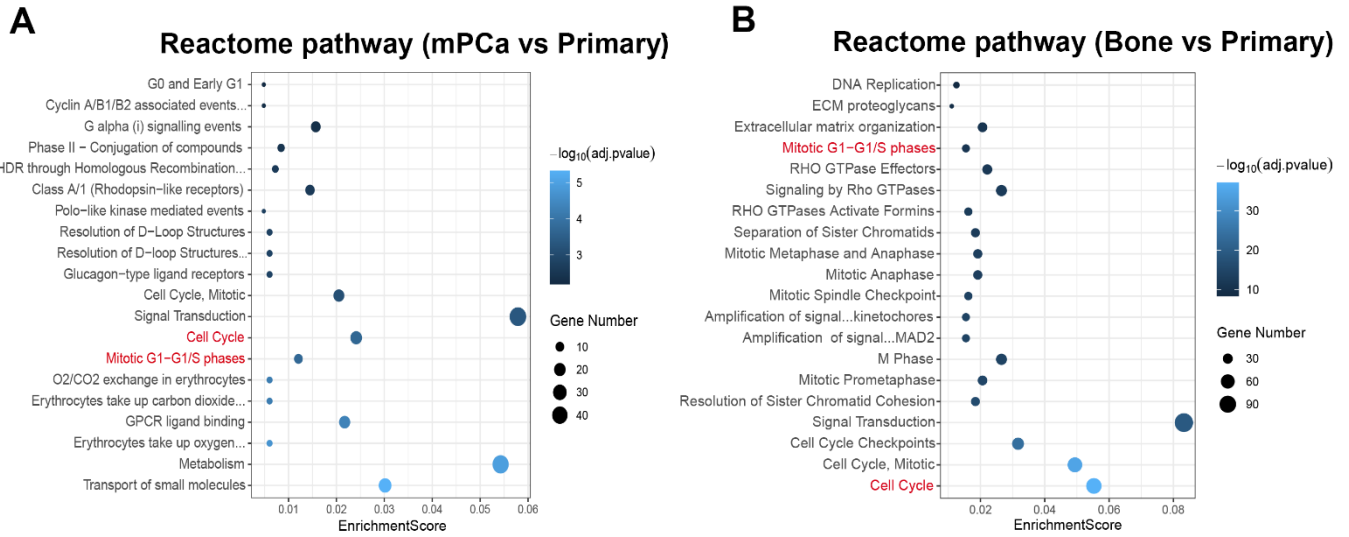 A
Reactome pathway (mPCa vs Primary)
G0 and Early G1
Cyclin A/B1/B2 associated events...
G alpha (i) signalling events
Phase II − Conjugation of compounds
HDR through Homologous Recombination...
Class A/1 (Rhodopsin−like receptors)
Polo−like kinase mediated events
Resolution of D−Loop Structures
Resolution of D−loop Structures...
Glucagon−type ligand receptors
Cell Cycle, Mitotic
Signal Transduction
Cell Cycle
Mitotic G1−G1/S phases
O2/CO2 exchange in erythrocytes
Erythrocytes take up carbon dioxide...
GPCR ligand binding
Erythrocytes take up oxygen...
Metabolism
Transport of small molecules
0.01 0.02 0.03 0.04 0.05 0.06
EnrichmentScore
−log10(adj.pvalue)
5
4
3
Gene Number
10
20
30
40
B
Reactome pathway (Bone vs Primary)
DNA Replication
ECM proteoglycans
Extracellular matrix organization
Mitotic G1−G1/S phases
RHO GTPase Effectors
Signaling by Rho GTPases
RHO GTPases Activate Formins
Separation of Sister Chromatids
Mitotic Metaphase and Anaphase
Mitotic Anaphase
Mitotic Spindle Checkpoint
Amplification of signal...kinetochores
Amplification of signal...MAD2
M Phase
Mitotic Prometaphase
Resolution of Sister Chromatid Cohesion
Signal Transduction
Cell Cycle Checkpoints
Cell Cycle, Mitotic
Cell Cycle
0.02 0.04 0.06 0.08
EnrichmentScore
−log10(adj.pvalue)
30
20
10
Gene Number
30
60
90